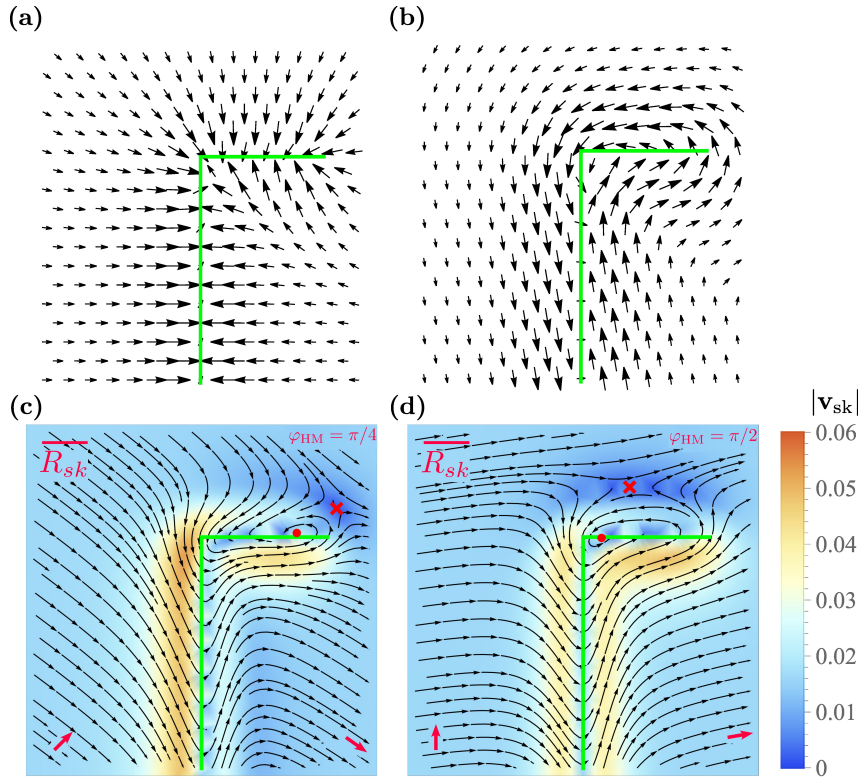 (a)
(b)
(c)
(d)
|v_sk|
φ_HM = π/4
φ_HM = π/2
R_sk
R_sk
0.06
0.05
0.04
0.03
0.02
0.01
0